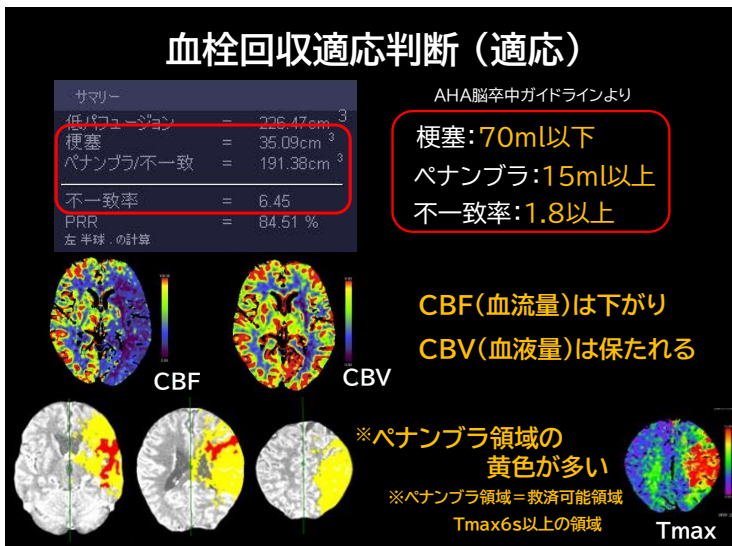 血栓回収適応判断（適応）
サマリー
低パフュージョン = 226.47cm 3
梗塞 = 35.09cm 3
ペナンブラ/不一致 = 191.38cm 3
不一致率 = 6.45
PRR = 84.51 %
左 半球 . の計算
AHA脳卒中ガイドラインより
梗塞：70ml以下
ペナンブラ：15ml以上
不一致率：1.8以上
CBF
CBV
CBF（血流量）は下がり
CBV（血液量）は保たれる
※ペナンブラ領域の
黄色が多い
※ペナンブラ領域＝救済可能領域
Tmax6s以上の領域
Tmax